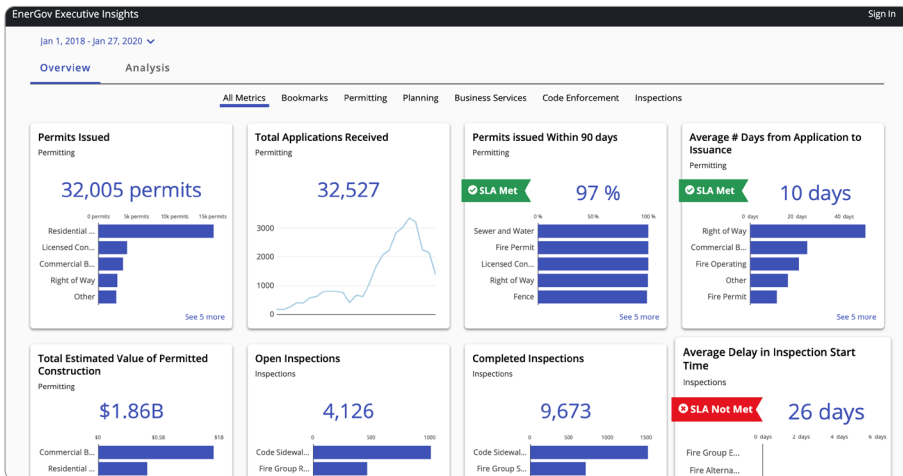 EnerGov Executive Insights
Sign In
Jan 1, 2018 - Jan 27, 2020
Overview Analysis
All Metrics Bookmarks Permitting Planning Business Services Code Enforcement Inspections
Permits Issued
Permitting
32,005 permits
0 permits 5k permits 10k permits 15k permits
Residential ...
Licensed Con...
Commercial B...
Right of Way
Other
See 5 more
Total Applications Received
Permitting
32,527
3000
2000
1000
0
Permits issued Within 90 days
Permitting
SLA Met
97 %
0 % 50 % 100 %
Sewer and Water
Fire Permit
Licensed Con...
Right of Way
Fence
See 5 more
Average # Days from Application to
Issuance
Permitting
SLA Met
10 days
0 days 20 days 40 days
Right of Way
Commercial B...
Fire Operating
Other
Fire Permit
See 5 more
Total Estimated Value of Permitted
Construction
Permitting
$1.86B
$0 $0.5B $1B
Commercial B...
Residential ...
Open Inspections
Inspections
4,126
0 500 1000
Code Sidewal...
Fire Group R...
Completed Inspections
Inspections
9,673
0 500 1000 1500
Code Sidewal...
Fire Group S...
Average Delay in Inspection Start
Time
Inspections
SLA Not Met
26 days
0 days 2 days 4 days 6 days
Fire Group E...
Fire Alterna...